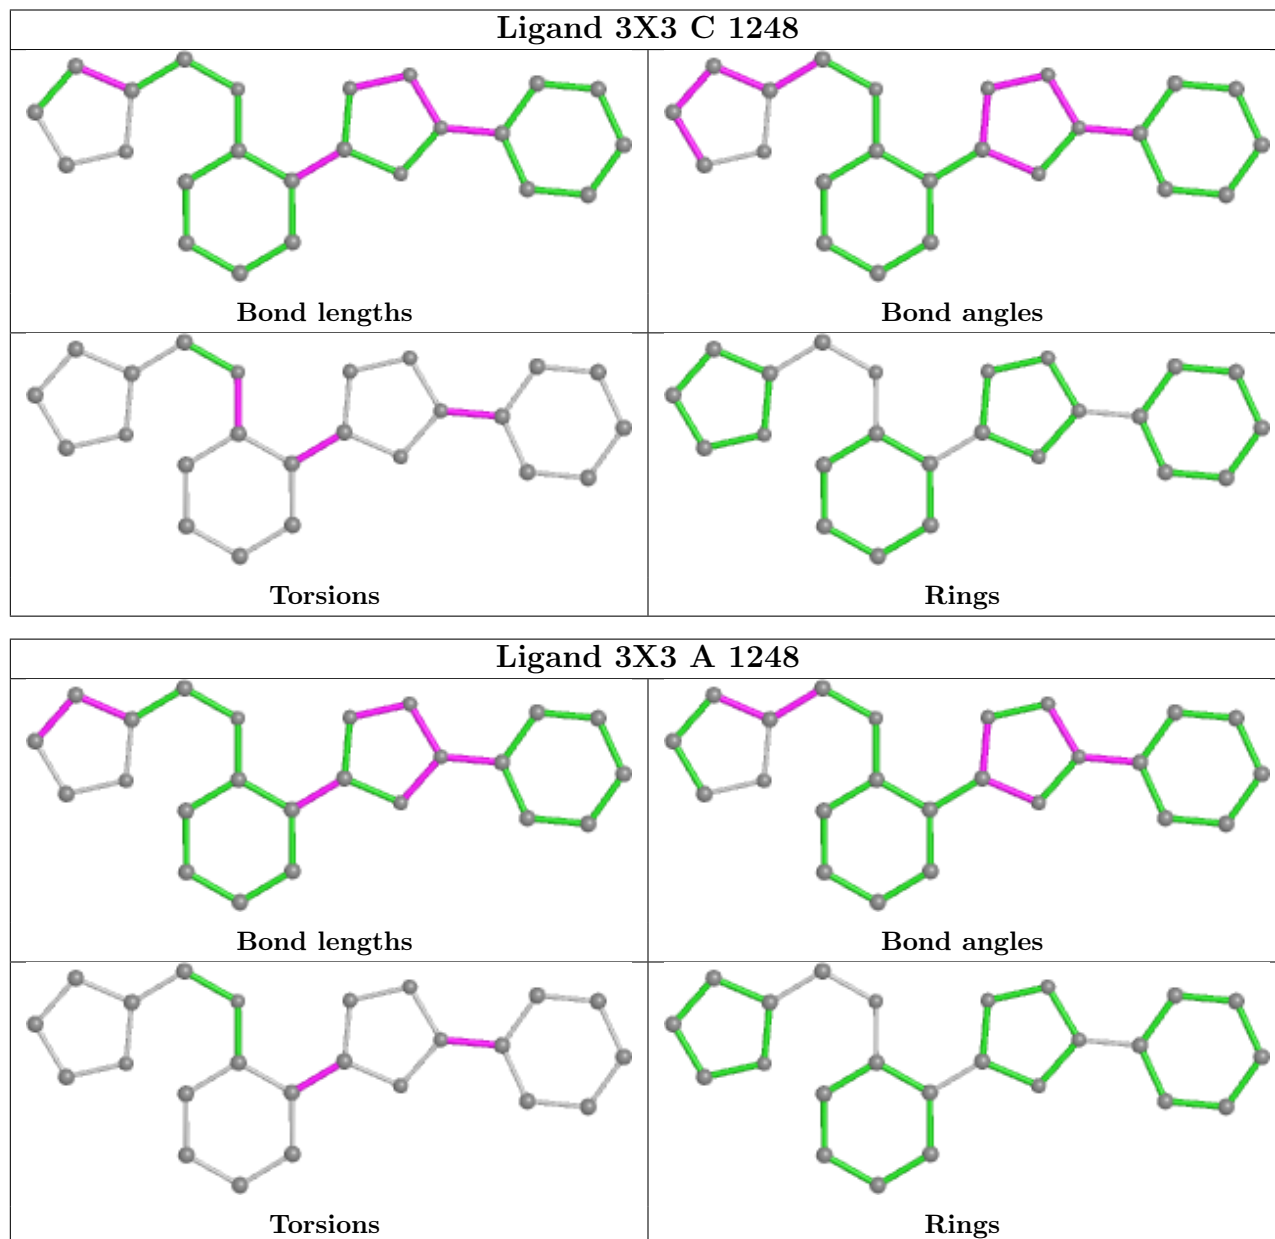 Ligand 3X3 C 1248
Bond lengths
Bond angles
Torsions
Rings
Ligand 3X3 A 1248
Bond lengths
Bond angles
Torsions
Rings